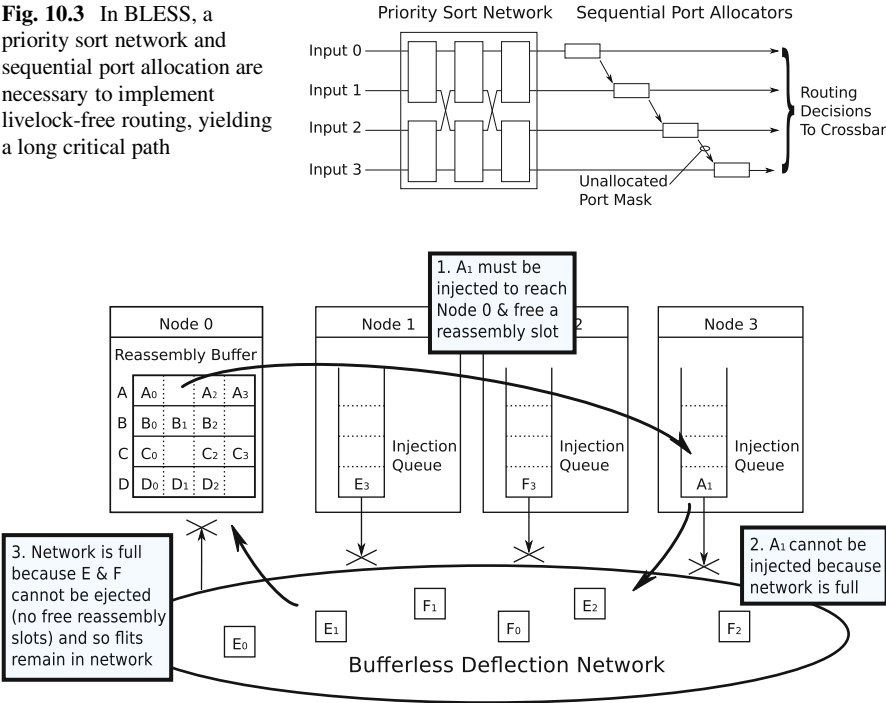 Fig. 10.3 In BLESS, a
priority sort network and
sequential port allocation are
necessary to implement
livelock-free routing, yielding
a long critical path
Priority Sort Network
Sequential Port Allocators
Input 0
Input 1
Input 2
Input 3
Unallocated
Port Mask
Routing
Decisions
To Crossbar
1. A1 must be
injected to reach
Node 0 & free a
reassembly slot
Node 0
Node 1
2
Node 3
Reassembly Buffer
A A0 A2 A3
B B0 B1 B2
C C0 C2 C3
D D0 D1 D2
Injection
Queue
E3
Injection
Queue
F3
Injection
Queue
A1
3. Network is full
because E & F
cannot be ejected
(no free reassembly
slots) and so flits
remain in network
2. A1 cannot be
injected because
network is full
E0
E1
F1
F0
E2
F2
Bufferless Deflection Network